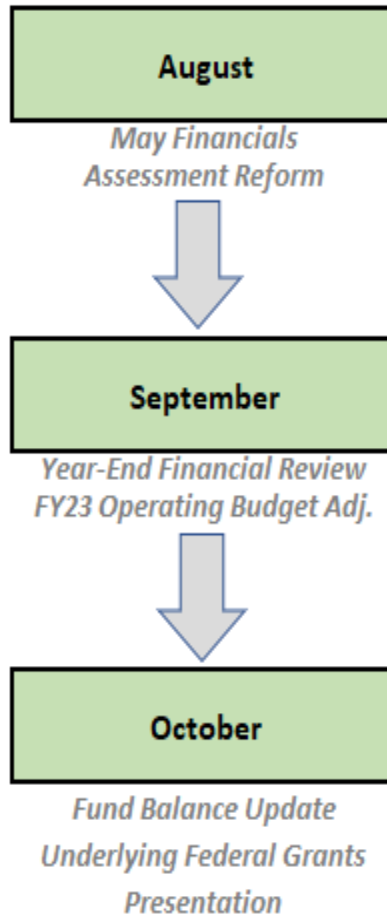 August
May Financials
Assessment Reform
September
Year-End Financial Review
FY23 Operating Budget Adj.
October
Fund Balance Update
Underlying Federal Grants
Presentation